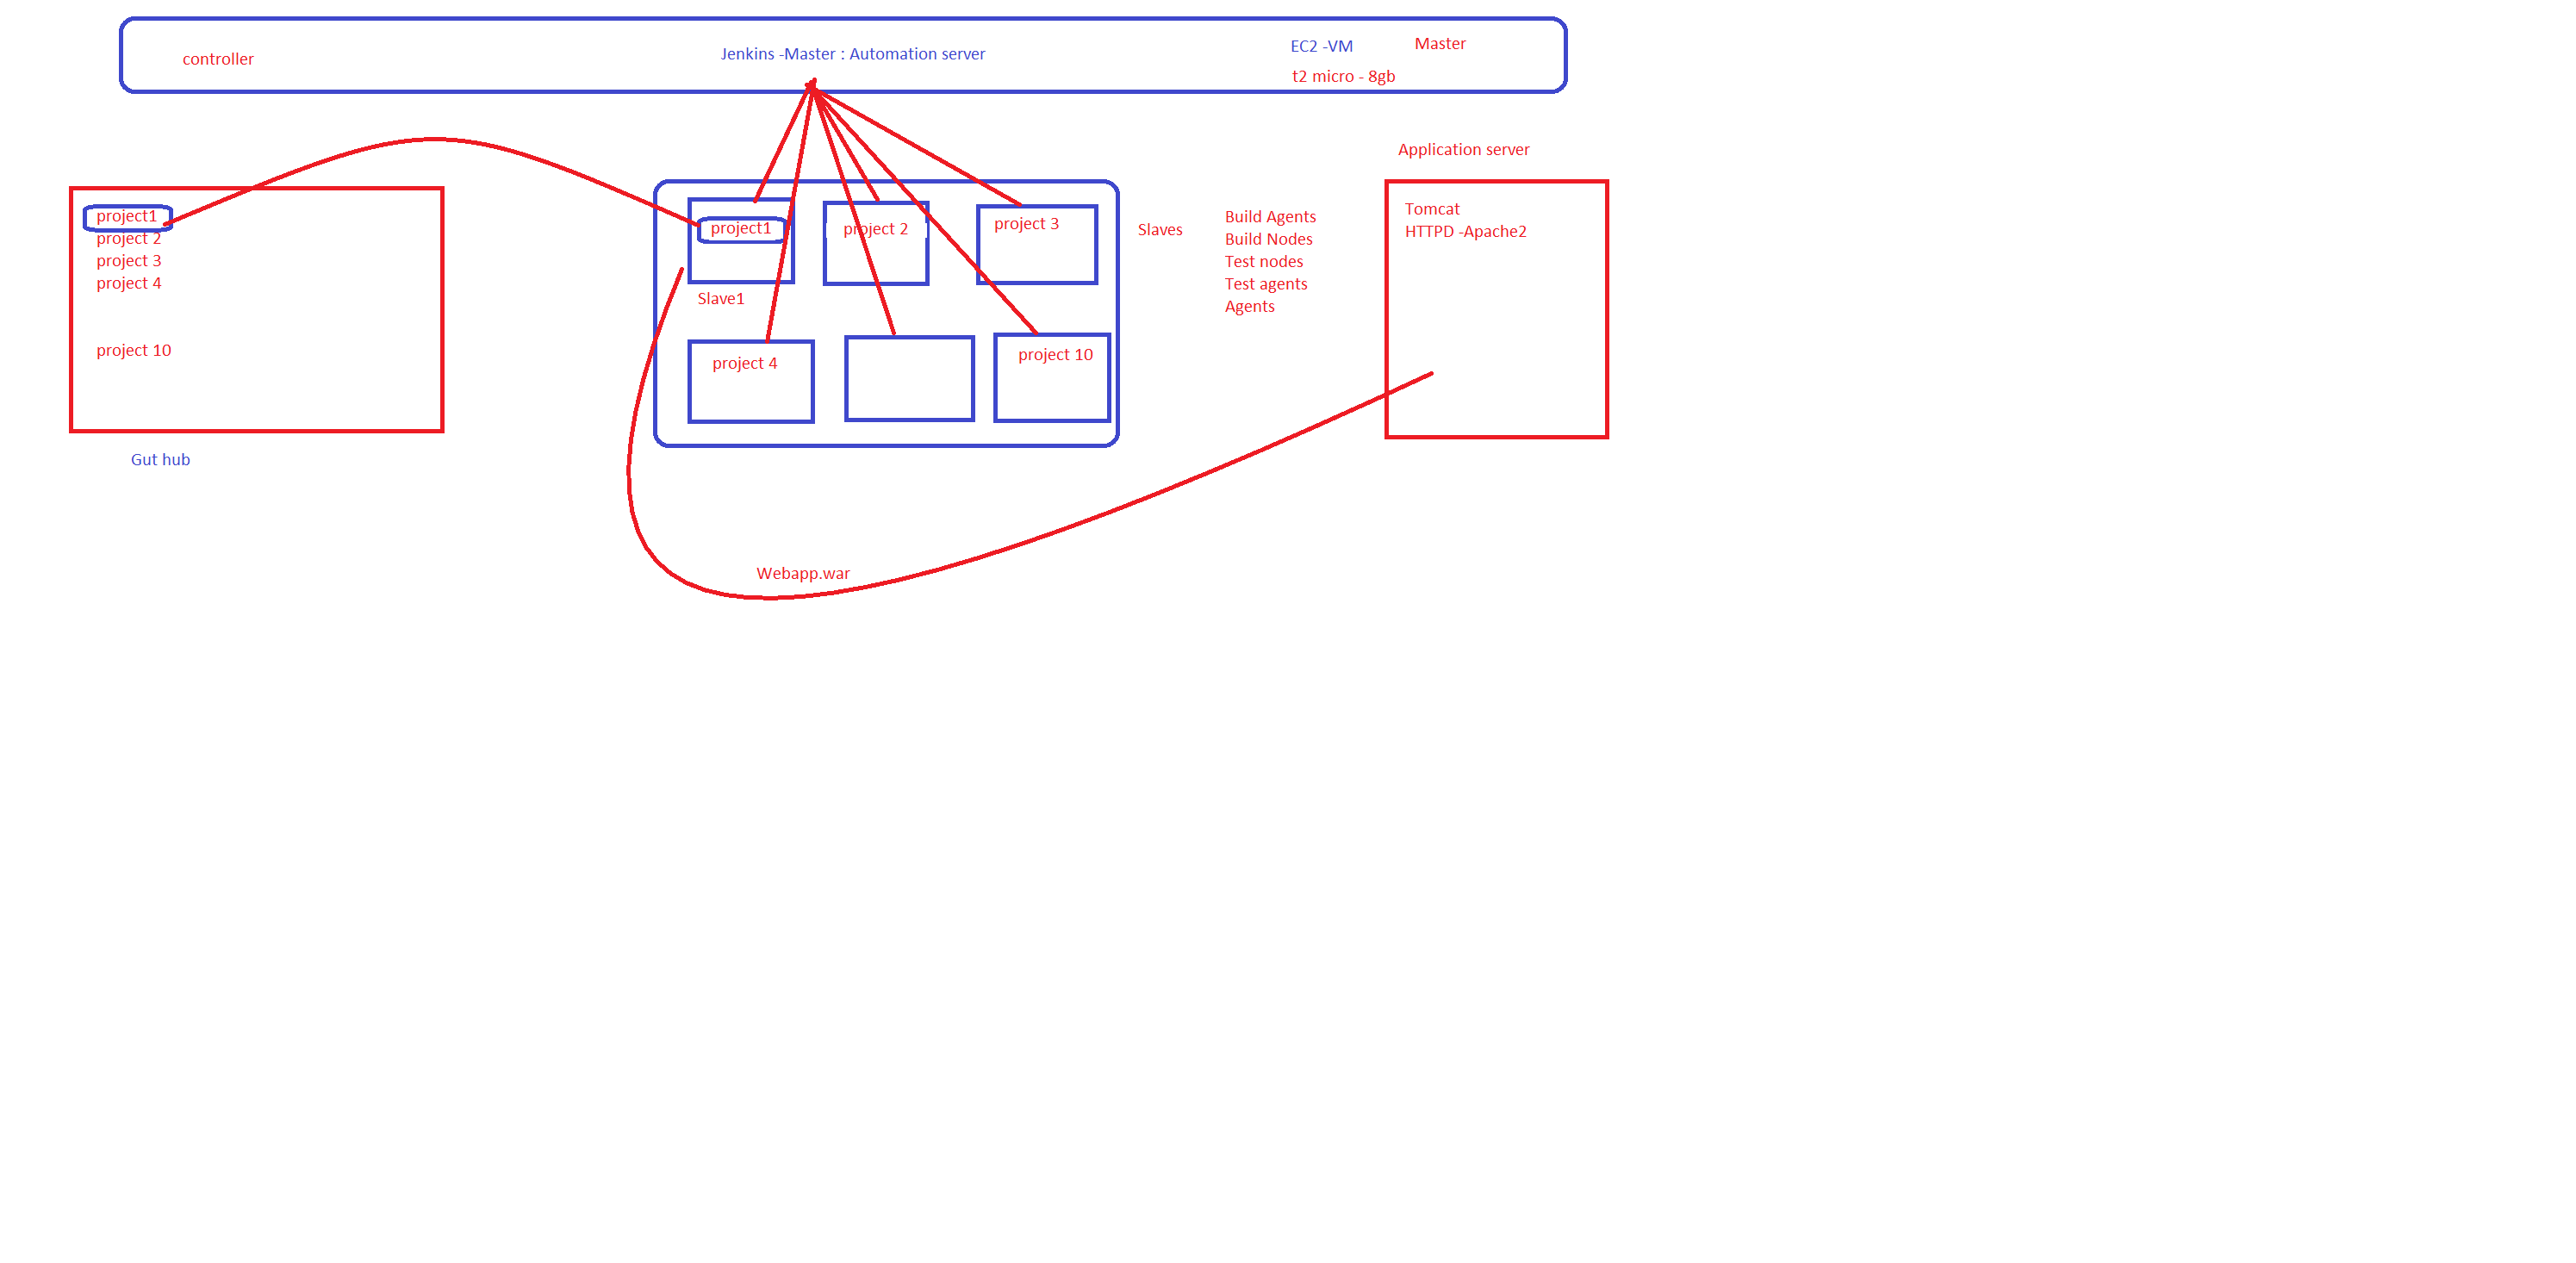 controller
Jenkins -Master : Automation server
EC2 -VM
Master
t2 micro - 8gb
project1
project 2
project 3
project 4
project 10
Gut hub
project1
project 2
project 3
Slave1
project 4
project 10
Slaves
Build Agents
Build Nodes
Test nodes
Test agents
Agents
Application server
Tomcat
HTTPD -Apache2
Webapp.war